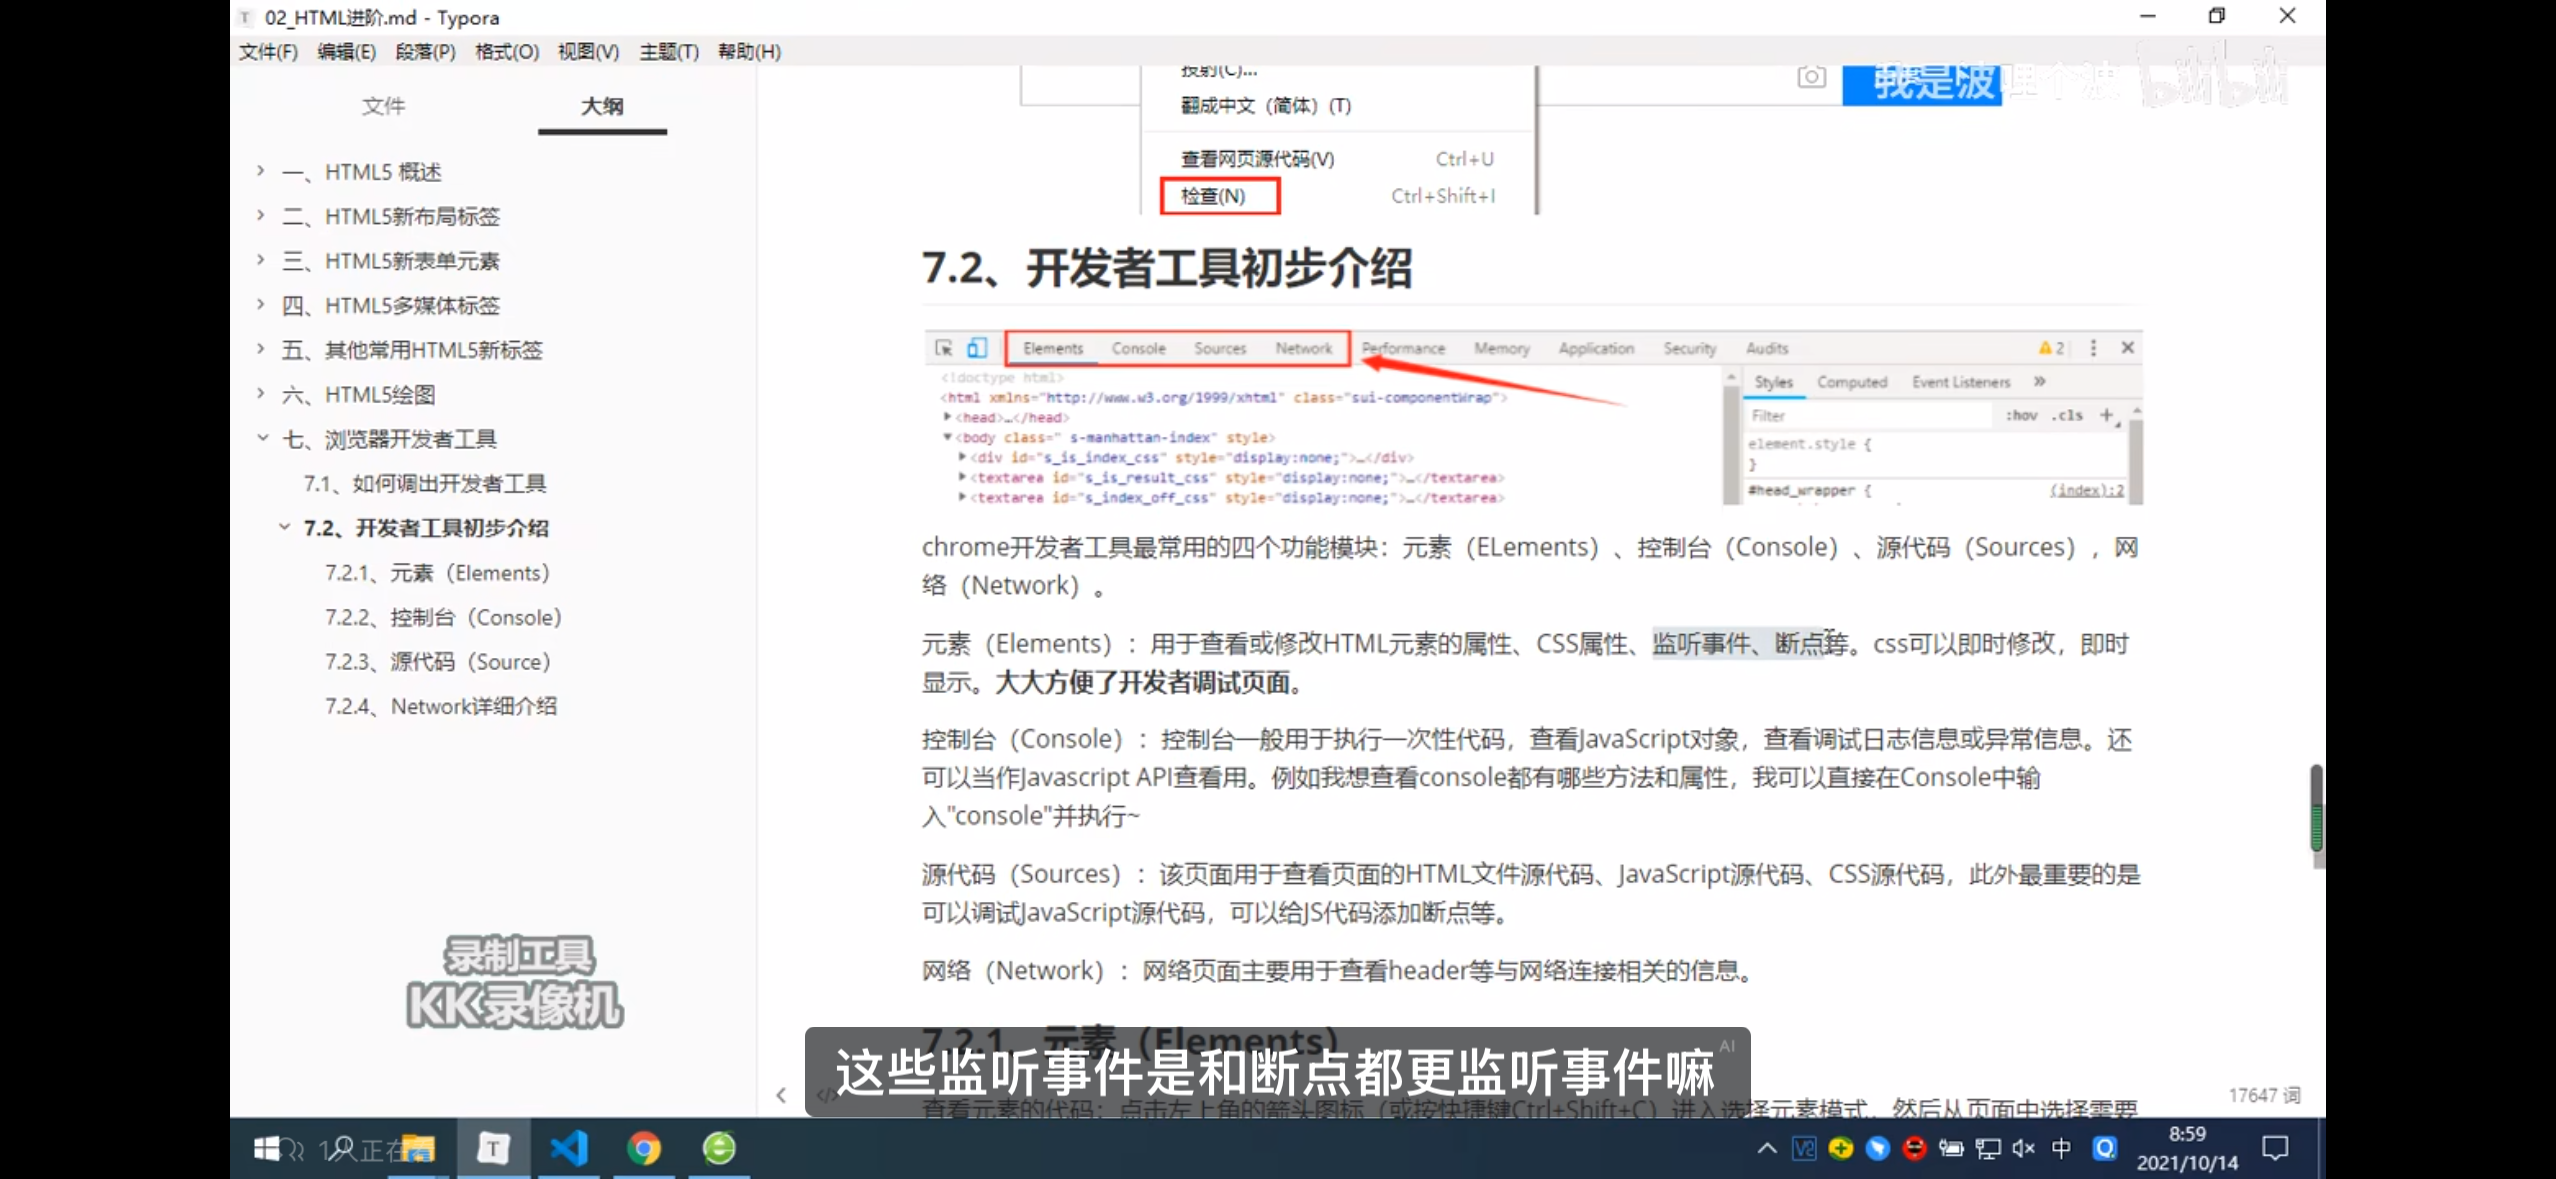 T 02_HTML进阶.md - Typora
文件(F) 编辑(E) 段落(P) 格式(O) 视图(V) 主题(T) 帮助(H)
文件 大纲
一、HTML5 概述
二、HTML5新布局标签
三、HTML5新表单元素
四、HTML5多媒体标签
五、其他常用HTML5新标签
六、HTML5绘图
七、浏览器开发者工具
7.1、如何调出开发者工具
7.2、开发者工具初步介绍
7.2.1、元素（Elements）
7.2.2、控制台（Console）
7.2.3、源代码（Source）
7.2.4、Network详细介绍
录制工具
KK录像机
投射(C)...
翻成中文（简体）(T)
查看网页源代码(V) Ctrl+U
检查(N) Ctrl+Shift+I
我是波哩个波 bilibili
7.2、开发者工具初步介绍
Elements Console Sources Network Performance Memory Application Security Audits 2
<!doctype html>
<html xmlns="http://www.w3.org/1999/xhtml" class="sui-componentWrap">
<head>…</head>
<body class=" s-manhattan-index" style>
<div id="s_is_index_css" style="display:none;">…</div>
<textarea id="s_is_result_css" style="display:none;">…</textarea>
<textarea id="s_index_off_css" style="display:none;">…</textarea>
Styles Computed Event Listeners »
Filter :hov .cls +
element.style {
}
#head_wrapper { (index):2
chrome开发者工具最常用的四个功能模块：元素（ELements）、控制台（Console）、源代码（Sources），网
络（Network）。
元素（Elements）：用于查看或修改HTML元素的属性、CSS属性、监听事件、断点等。css可以即时修改，即时
显示。大大方便了开发者调试页面。
控制台（Console）：控制台一般用于执行一次性代码，查看JavaScript对象，查看调试日志信息或异常信息。还
可以当作Javascript API查看用。例如我想查看console都有哪些方法和属性，我可以直接在Console中输
入"console"并执行~
源代码（Sources）：该页面用于查看页面的HTML文件源代码、JavaScript源代码、CSS源代码，此外最重要的是
可以调试JavaScript源代码，可以给JS代码添加断点等。
网络（Network）：网络页面主要用于查看header等与网络连接相关的信息。
7.2.1、元素（Elements）
这些监听事件是和断点都更监听事件嘛 AI
查看元素的代码：点击左上角的箭头图标（或按快捷键Ctrl+Shift+C）进入选择元素模式，然后从页面中选择需要
17647 词
正在
中
8:59
2021/10/14